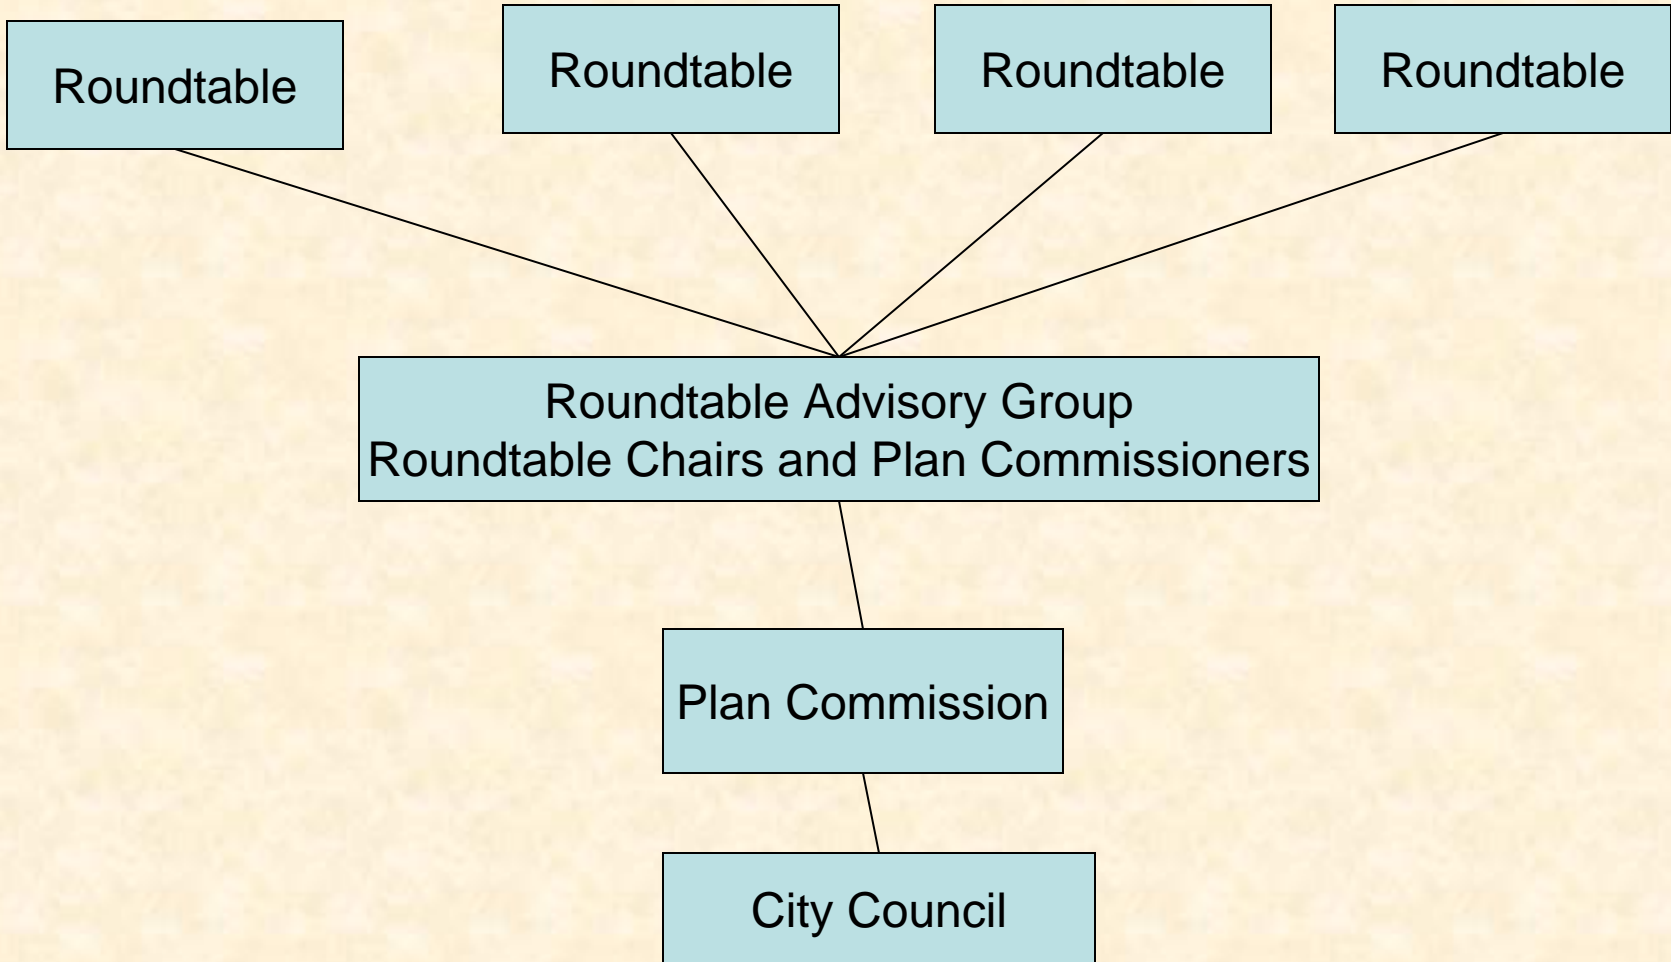 Roundtable
Roundtable
Roundtable
Roundtable
Roundtable Advisory Group
Roundtable Chairs and Plan Commissioners
Plan Commission
City Council